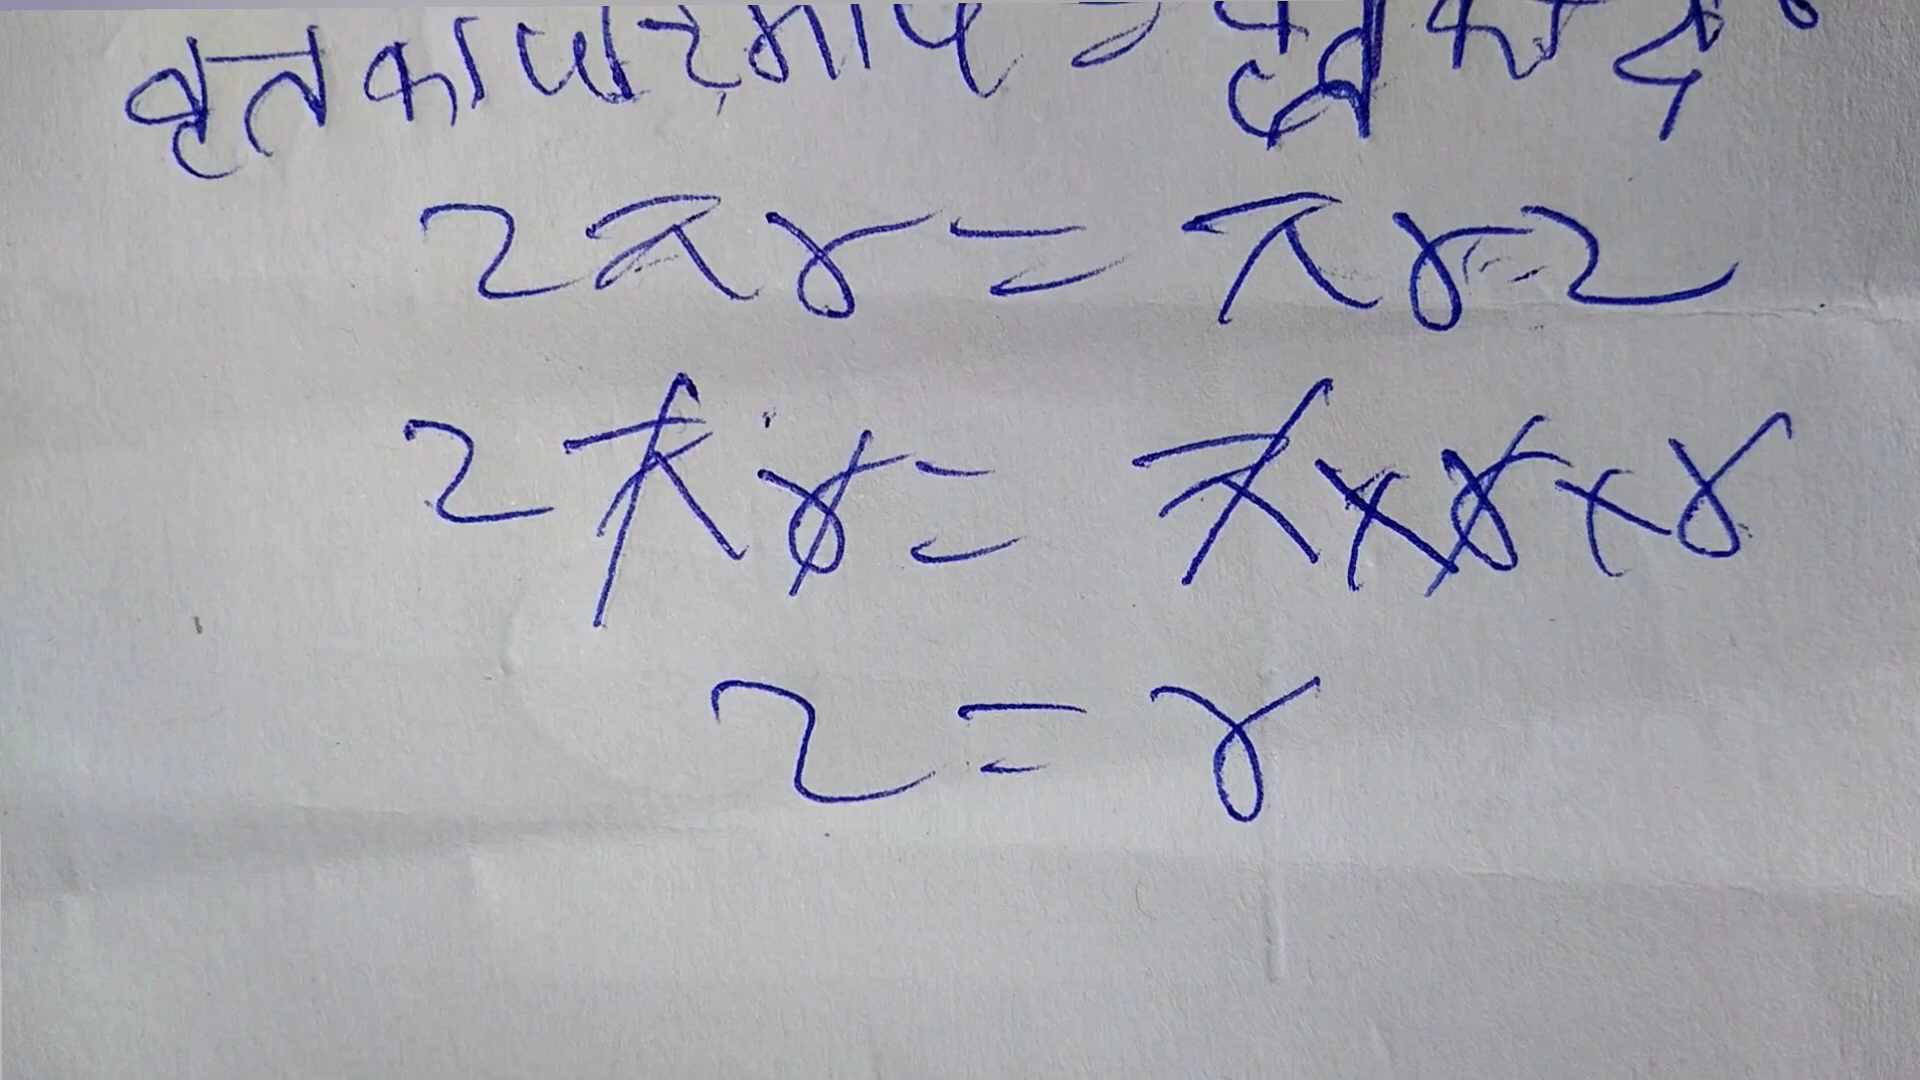 वृत का परिमाप = वृत का क्षे॰
2πr = πr2
2πr = π×r×r
2 = r